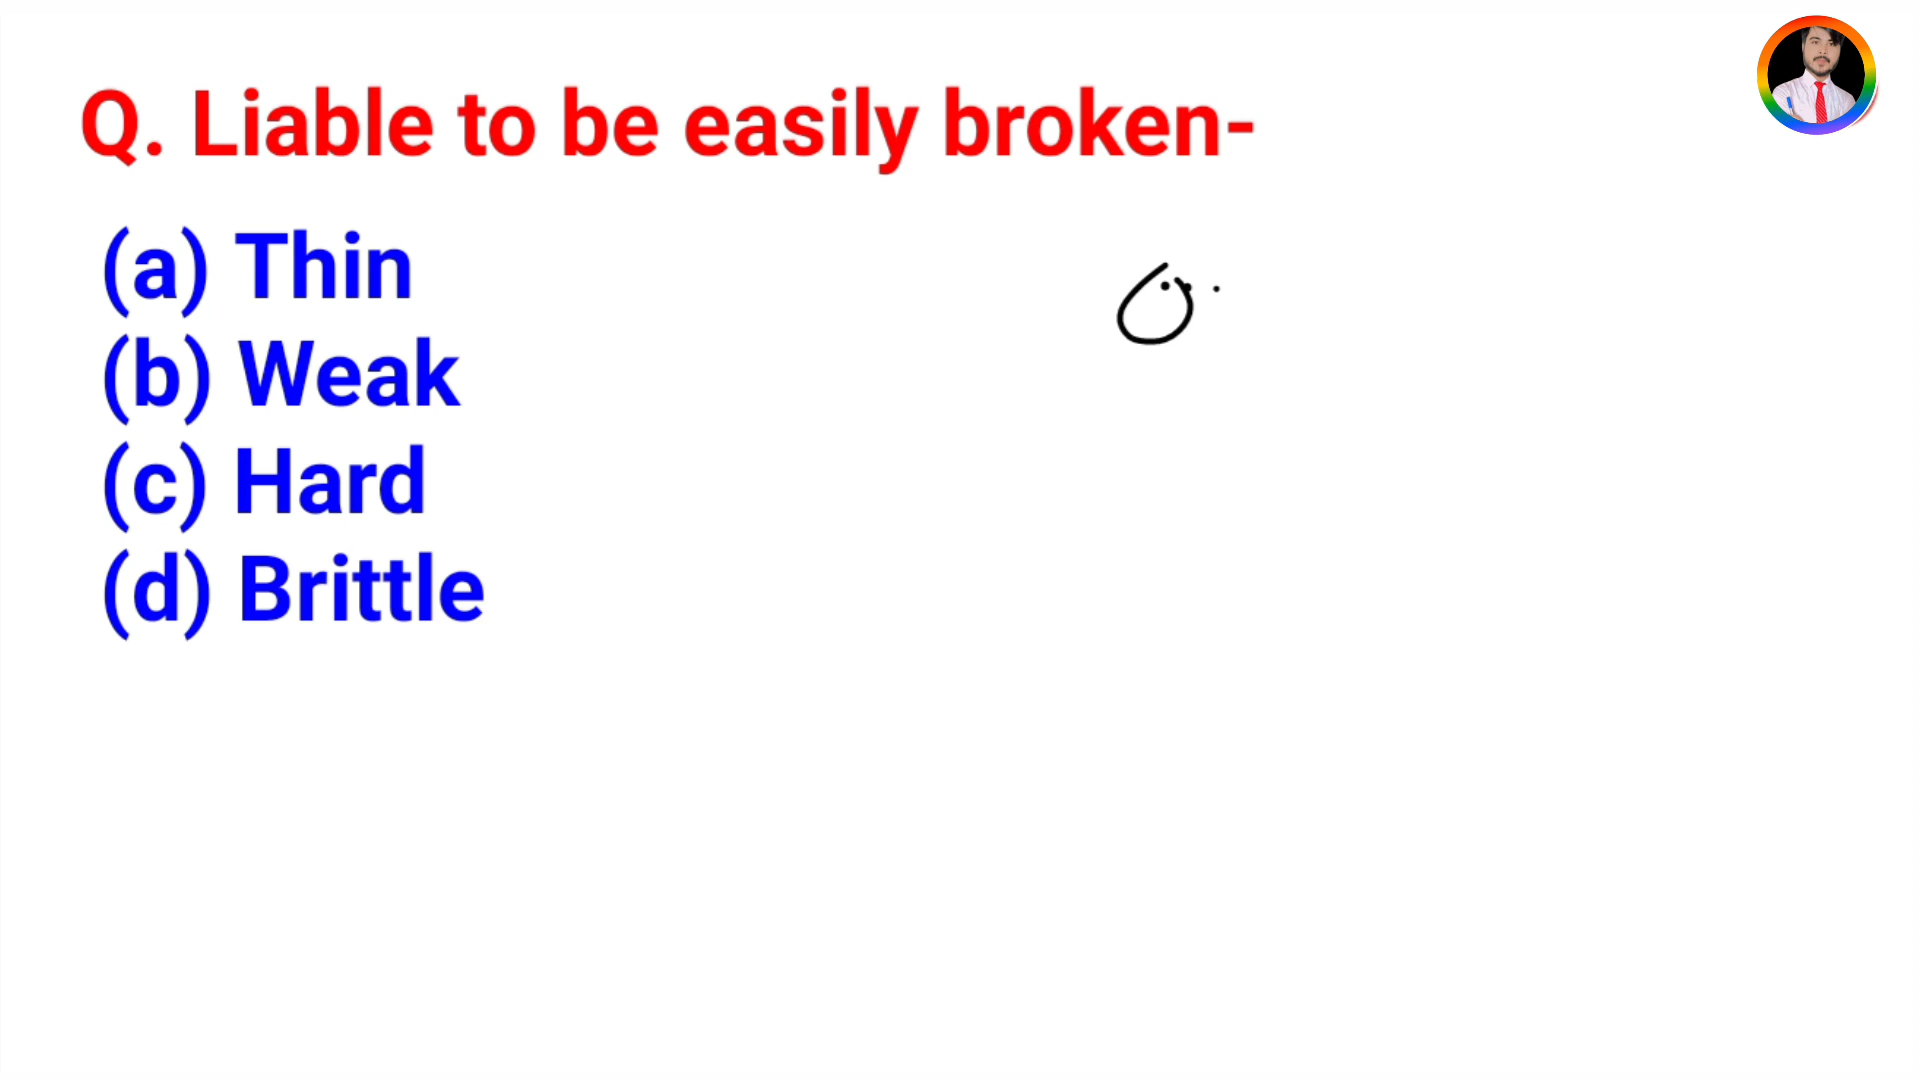 Q. Liable to be easily broken-
(a) Thin
(b) Weak
(c) Hard
(d) Brittle